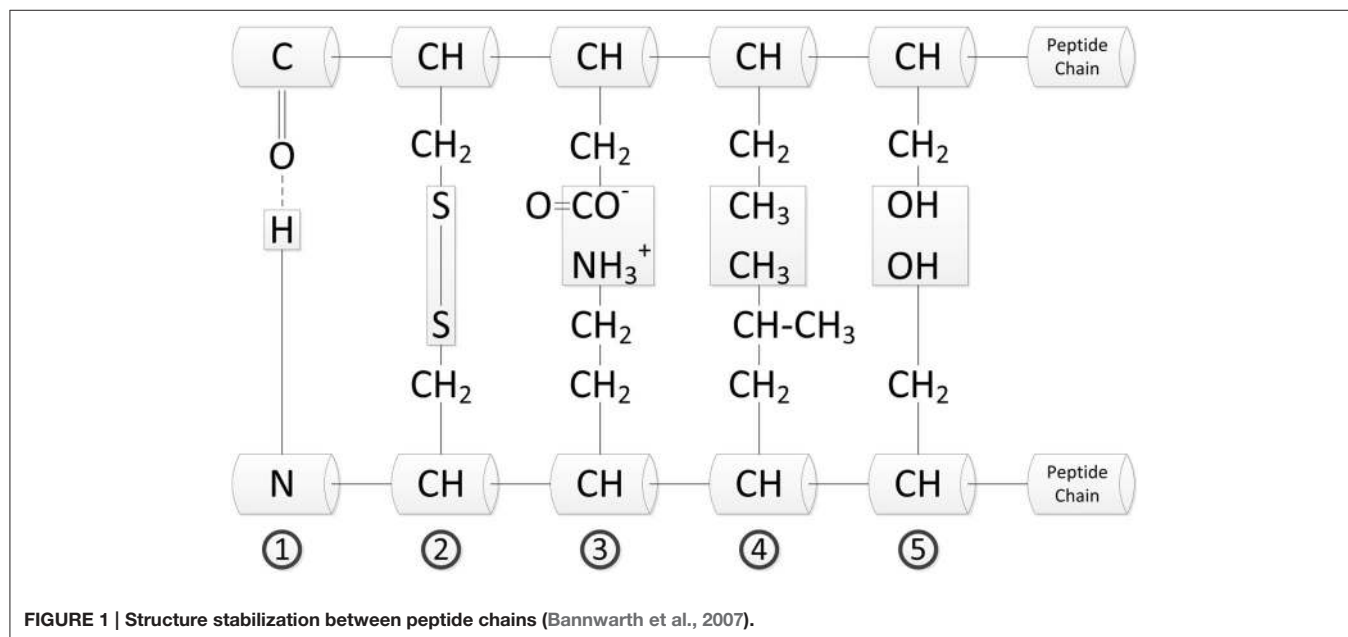 C CH CH CH CH Peptide Chain
O CH₂ CH₂ CH₂ CH₂
H S O=CO⁻ CH₃ OH
NH₃⁺ CH₃ OH
S CH₂ CH-CH₃
CH₂ CH₂ CH₂ CH₂
N CH CH CH CH Peptide Chain
1 2 3 4 5
FIGURE 1 | Structure stabilization between peptide chains (Bannwarth et al., 2007).